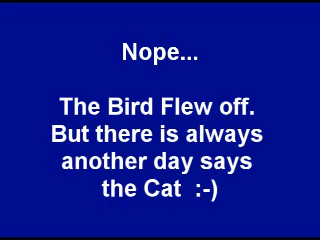 Nope...
The Bird Flew off.
But there is always
another day says
the Cat :-)